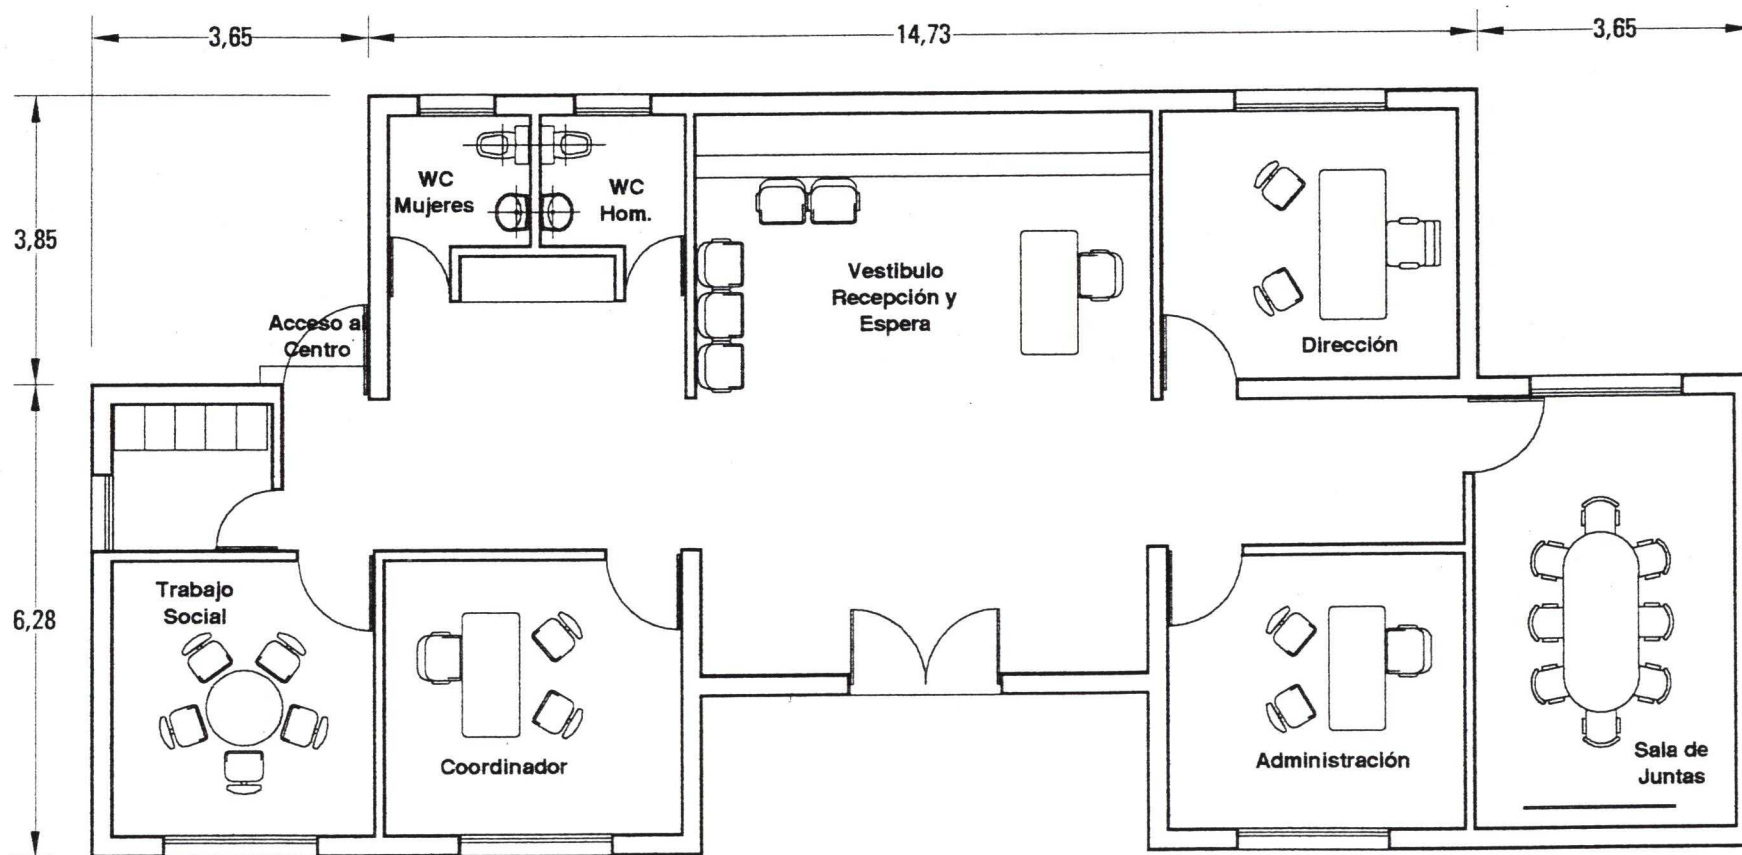 3,65
14,73
3,65
3,85
6,28
WC
Mujeres
WC
Hom.
Vestibulo
Recepción y
Espera
Dirección
Acceso al
Centro
Trabajo
Social
Coordinador
Administración
Sala de
Juntas